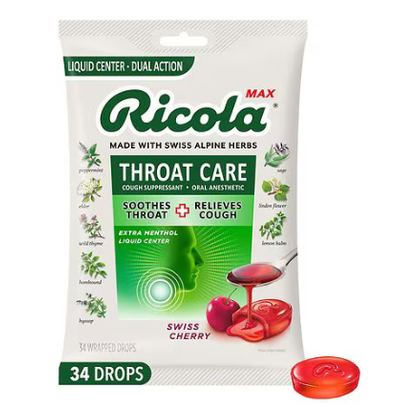 LIQUID CENTER • DUAL ACTION
MAX
Ricola®
MADE WITH SWISS ALPINE HERBS
THROAT CARE
COUGH SUPPRESSANT • ORAL ANESTHETIC
SOOTHES THROAT + RELIEVES COUGH
EXTRA MENTHOL
LIQUID CENTER
peppermint
elder
wild thyme
horehound
hyssop
sage
linden flower
lemon balm
SWISS
CHERRY
34 WRAPPED DROPS
34 DROPS